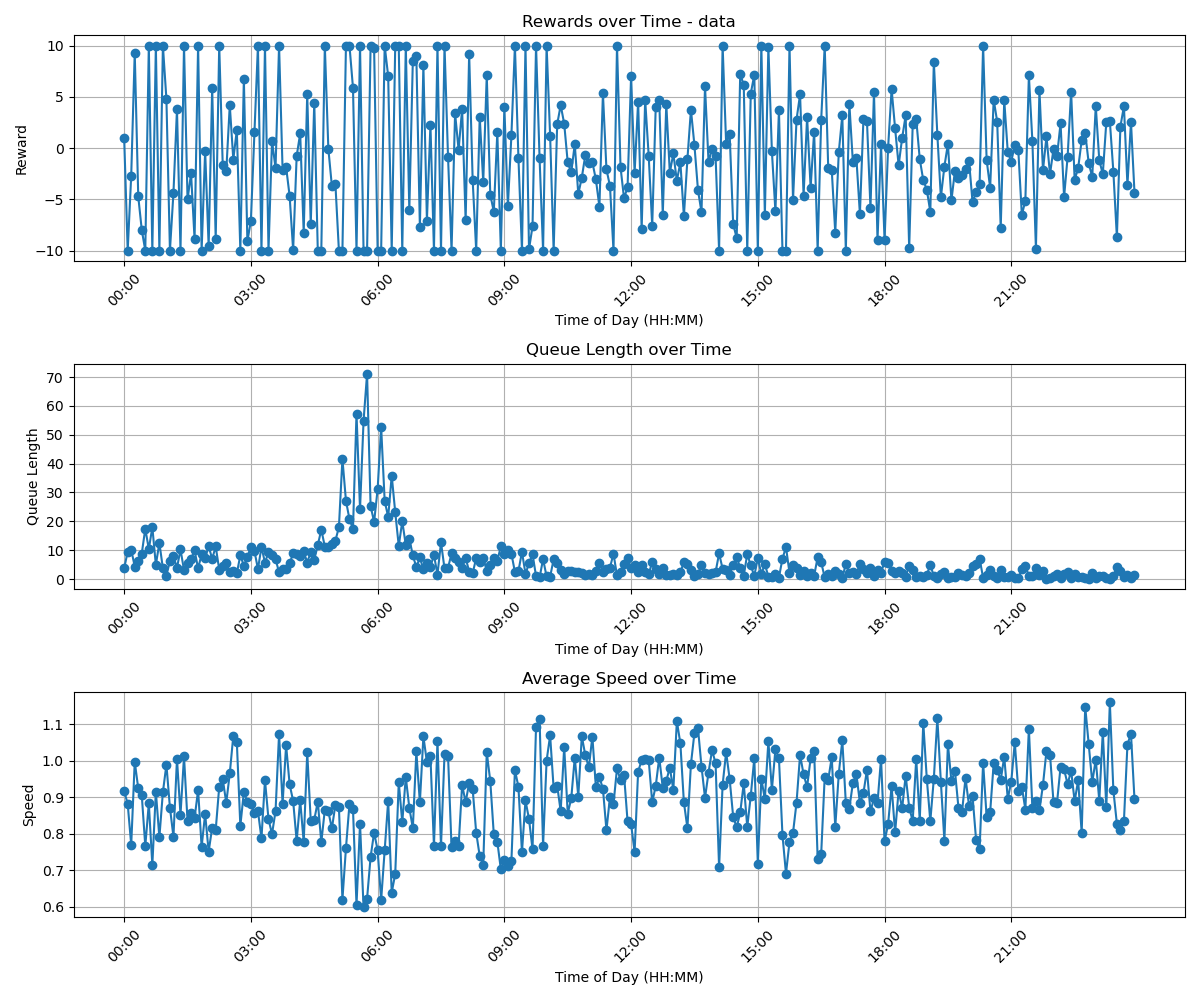 Rewards over Time - data
10
5
0
−5
−10
Reward
00:00 03:00 06:00 09:00 12:00 15:00 18:00 21:00
Time of Day (HH:MM)
Queue Length over Time
70
60
50
40
30
20
10
0
Queue Length
00:00 03:00 06:00 09:00 12:00 15:00 18:00 21:00
Time of Day (HH:MM)
Average Speed over Time
1.1
1.0
0.9
0.8
0.7
0.6
Speed
00:00 03:00 06:00 09:00 12:00 15:00 18:00 21:00
Time of Day (HH:MM)